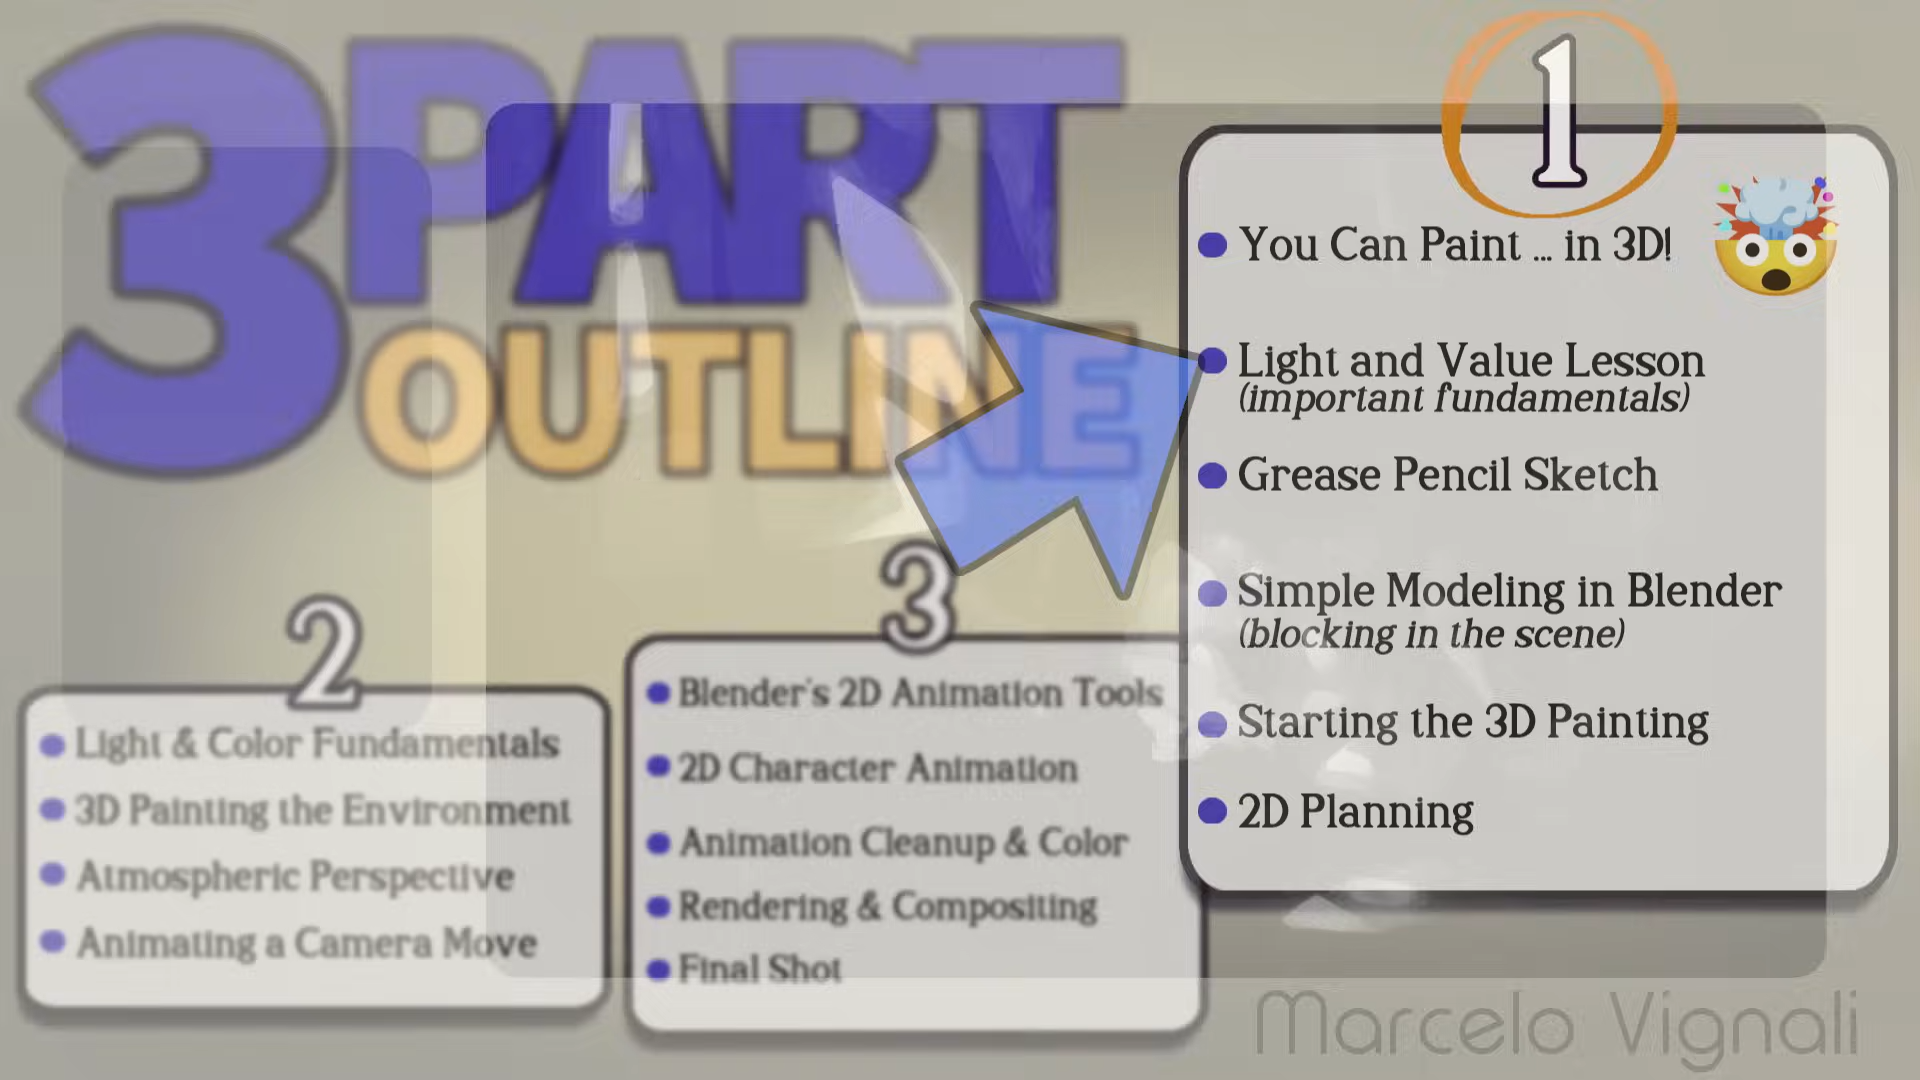 3 PART
OUTLINE
1
You Can Paint ... in 3D!
Light and Value Lesson
(important fundamentals)
Grease Pencil Sketch
Simple Modeling in Blender
(blocking in the scene)
Starting the 3D Painting
2D Planning
2
Light & Color Fundamentals
3D Painting the Environment
Atmospheric Perspective
Animating a Camera Move
3
Blender's 2D Animation Tools
2D Character Animation
Animation Cleanup & Color
Rendering & Compositing
Final Shot
Marcelo Vignali